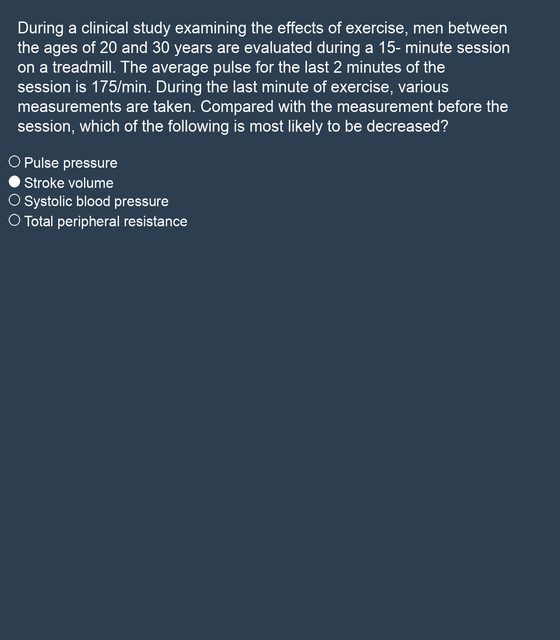 During a clinical study examining the effects of exercise, men between
the ages of 20 and 30 years are evaluated during a 15- minute session
on a treadmill. The average pulse for the last 2 minutes of the
session is 175/min. During the last minute of exercise, various
measurements are taken. Compared with the measurement before the
session, which of the following is most likely to be decreased?
Pulse pressure
Stroke volume
Systolic blood pressure
Total peripheral resistance